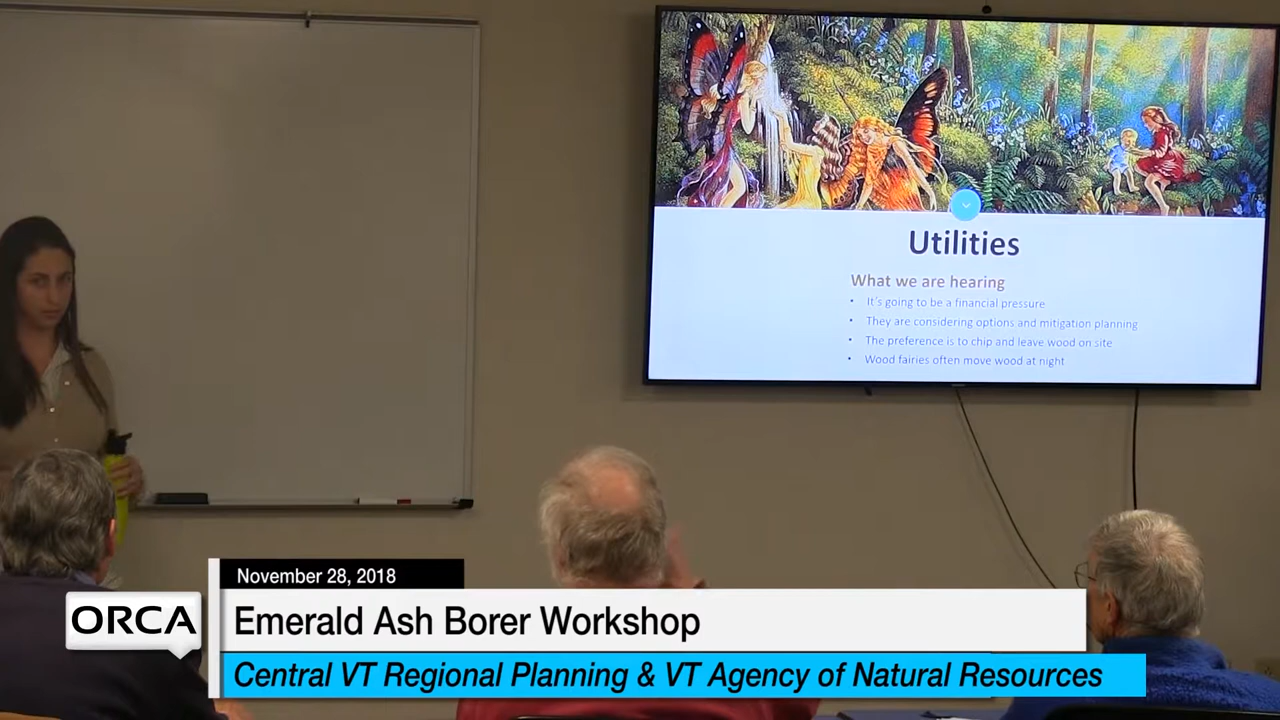 Utilities
What we are hearing
• It's going to be a financial pressure
• They are considering options and mitigation planning
• The preference is to chip and leave wood on site
• Wood fairies often move wood at night
November 28, 2018
ORCA
Emerald Ash Borer Workshop
Central VT Regional Planning & VT Agency of Natural Resources